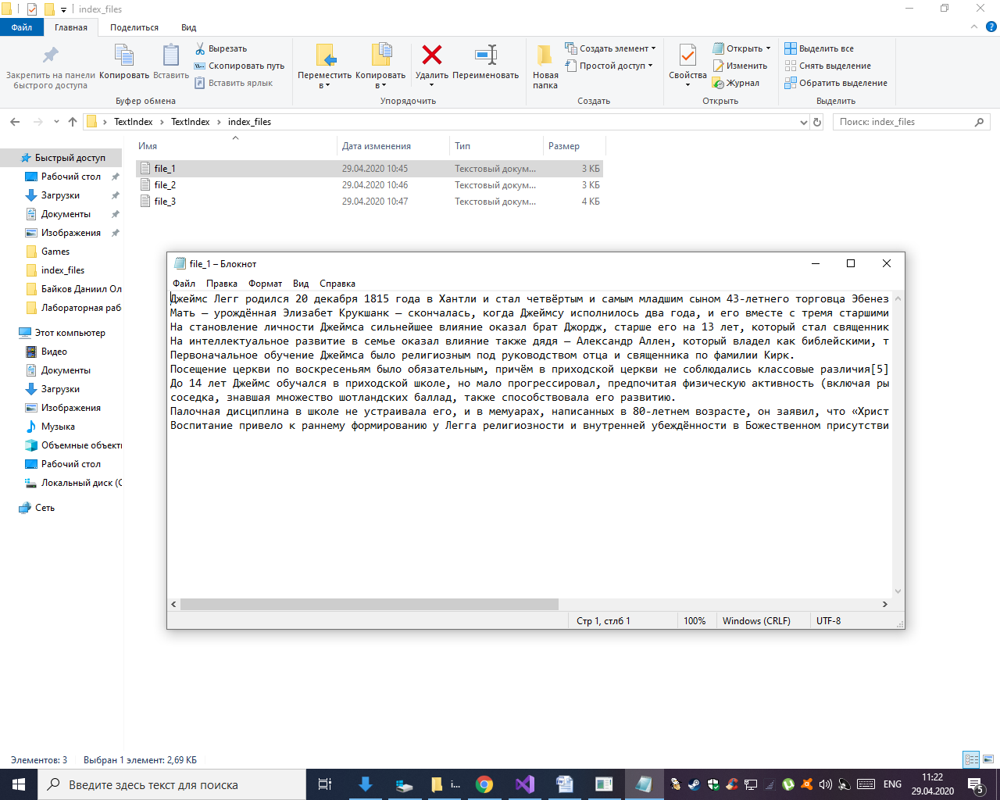 index_files
Файл Главная Поделиться Вид
Закрепить на панели быстрого доступа
Копировать
Вставить
Вырезать
Скопировать путь
Вставить ярлык
Буфер обмена
Переместить в
Копировать в
Удалить
Переименовать
Упорядочить
Новая папка
Создать элемент
Простой доступ
Создать
Свойства
Открыть
Изменить
Журнал
Открыть
Выделить все
Снять выделение
Обратить выделение
Выделить
TextIndex > TextIndex > index_files
Поиск: index_files
Имя Дата изменения Тип Размер
file_1 29.04.2020 10:45 Текстовый докум... 3 КБ
file_2 29.04.2020 10:46 Текстовый докум... 3 КБ
file_3 29.04.2020 10:47 Текстовый докум... 4 КБ
Быстрый доступ
Рабочий стол
Загрузки
Документы
Изображения
Games
index_files
Байков Даниил Ол
Лабораторная раб
Этот компьютер
Видео
Документы
Загрузки
Изображения
Музыка
Объемные объект
Рабочий стол
Локальный диск (C
Сеть
file_1 – Блокнот
Файл Правка Формат Вид Справка
Джеймс Легг родился 20 декабря 1815 года в Хантли и стал четвёртым и самым младшим сыном 43-летнего торговца Эбенез
Мать — урождённая Элизабет Крукшанк — скончалась, когда Джеймсу исполнилось два года, и его вместе с тремя старшими
На становление личности Джеймса сильнейшее влияние оказал брат Джордж, старше его на 13 лет, который стал священник
На интеллектуальное развитие в семье оказал влияние также дядя — Александр Аллен, который владел как библейскими, т
Первоначальное обучение Джеймса было религиозным под руководством отца и священника по фамилии Кирк.
Посещение церкви по воскресеньям было обязательным, причём в приходской церкви не соблюдались классовые различия[5]
До 14 лет Джеймс обучался в приходской школе, но мало прогрессировал, предпочитая физическую активность (включая ры
соседка, знавшая множество шотландских баллад, также способствовала его развитию.
Палочная дисциплина в школе не устраивала его, и в мемуарах, написанных в 80-летнем возрасте, он заявил, что «Христ
Воспитание привело к раннему формированию у Легга религиозности и внутренней убеждённости в Божественном присутстви
Стр 1, стлб 1 100% Windows (CRLF) UTF-8
Элементов: 3 Выбран 1 элемент: 2,69 КБ
Введите здесь текст для поиска
i...
ENG
11:22
29.04.2020
5